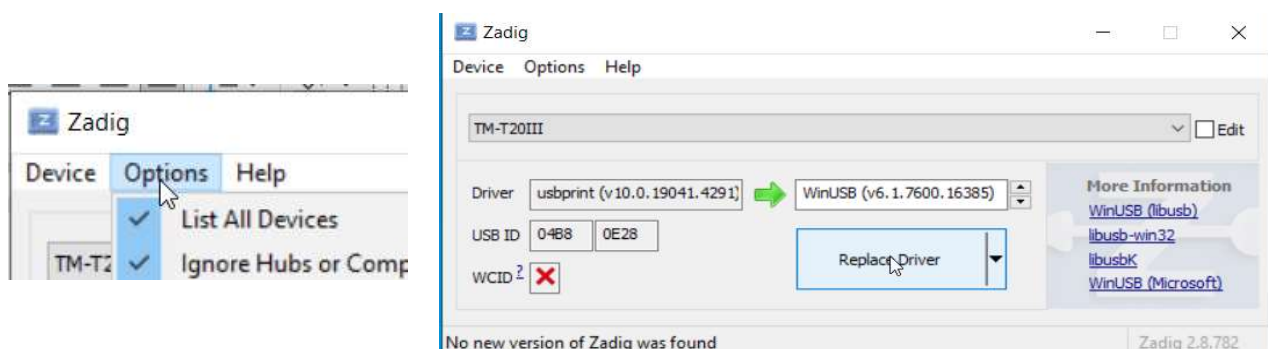 Zadig
Device Options Help
List All Devices
Ignore Hubs or Comp
TM-T2
Zadig
Device Options Help
TM-T20III
Edit
Driver usbprint (v10.0.19041.4291) WinUSB (v6.1.7600.16385)
USB ID 04B8 0E28
WCID ?
Replace Driver
More Information
WinUSB (libusb)
libusb-win32
libusbK
WinUSB (Microsoft)
No new version of Zadig was found
Zadig 2.8.782